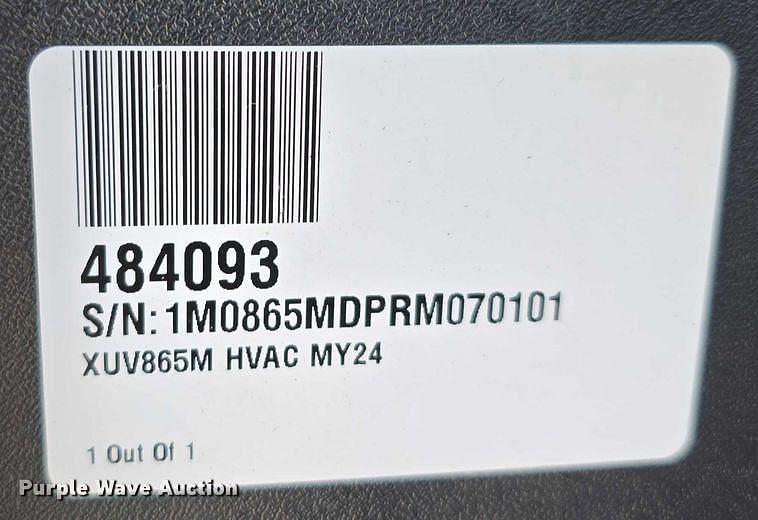 484093
S/N: 1M0865MDPRM070101
XUV865M HVAC MY24
1 Out Of 1
Purple Wave Auction